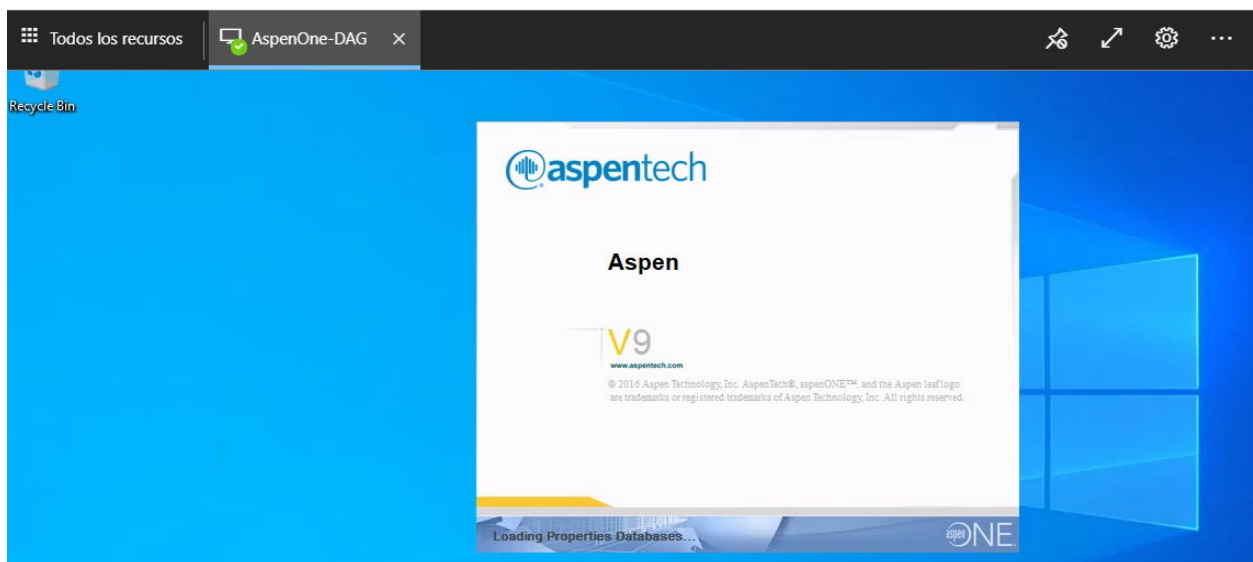 Todos los recursos
AspenOne-DAG
Recycle Bin
aspentech
Aspen
V9
www.aspentech.com
© 2016 Aspen Technology, Inc. AspenTech®, aspenONE™, and the Aspen leaf logo
are trademarks or registered trademarks of Aspen Technology, Inc. All rights reserved.
Loading Properties Databases...
aspenONE